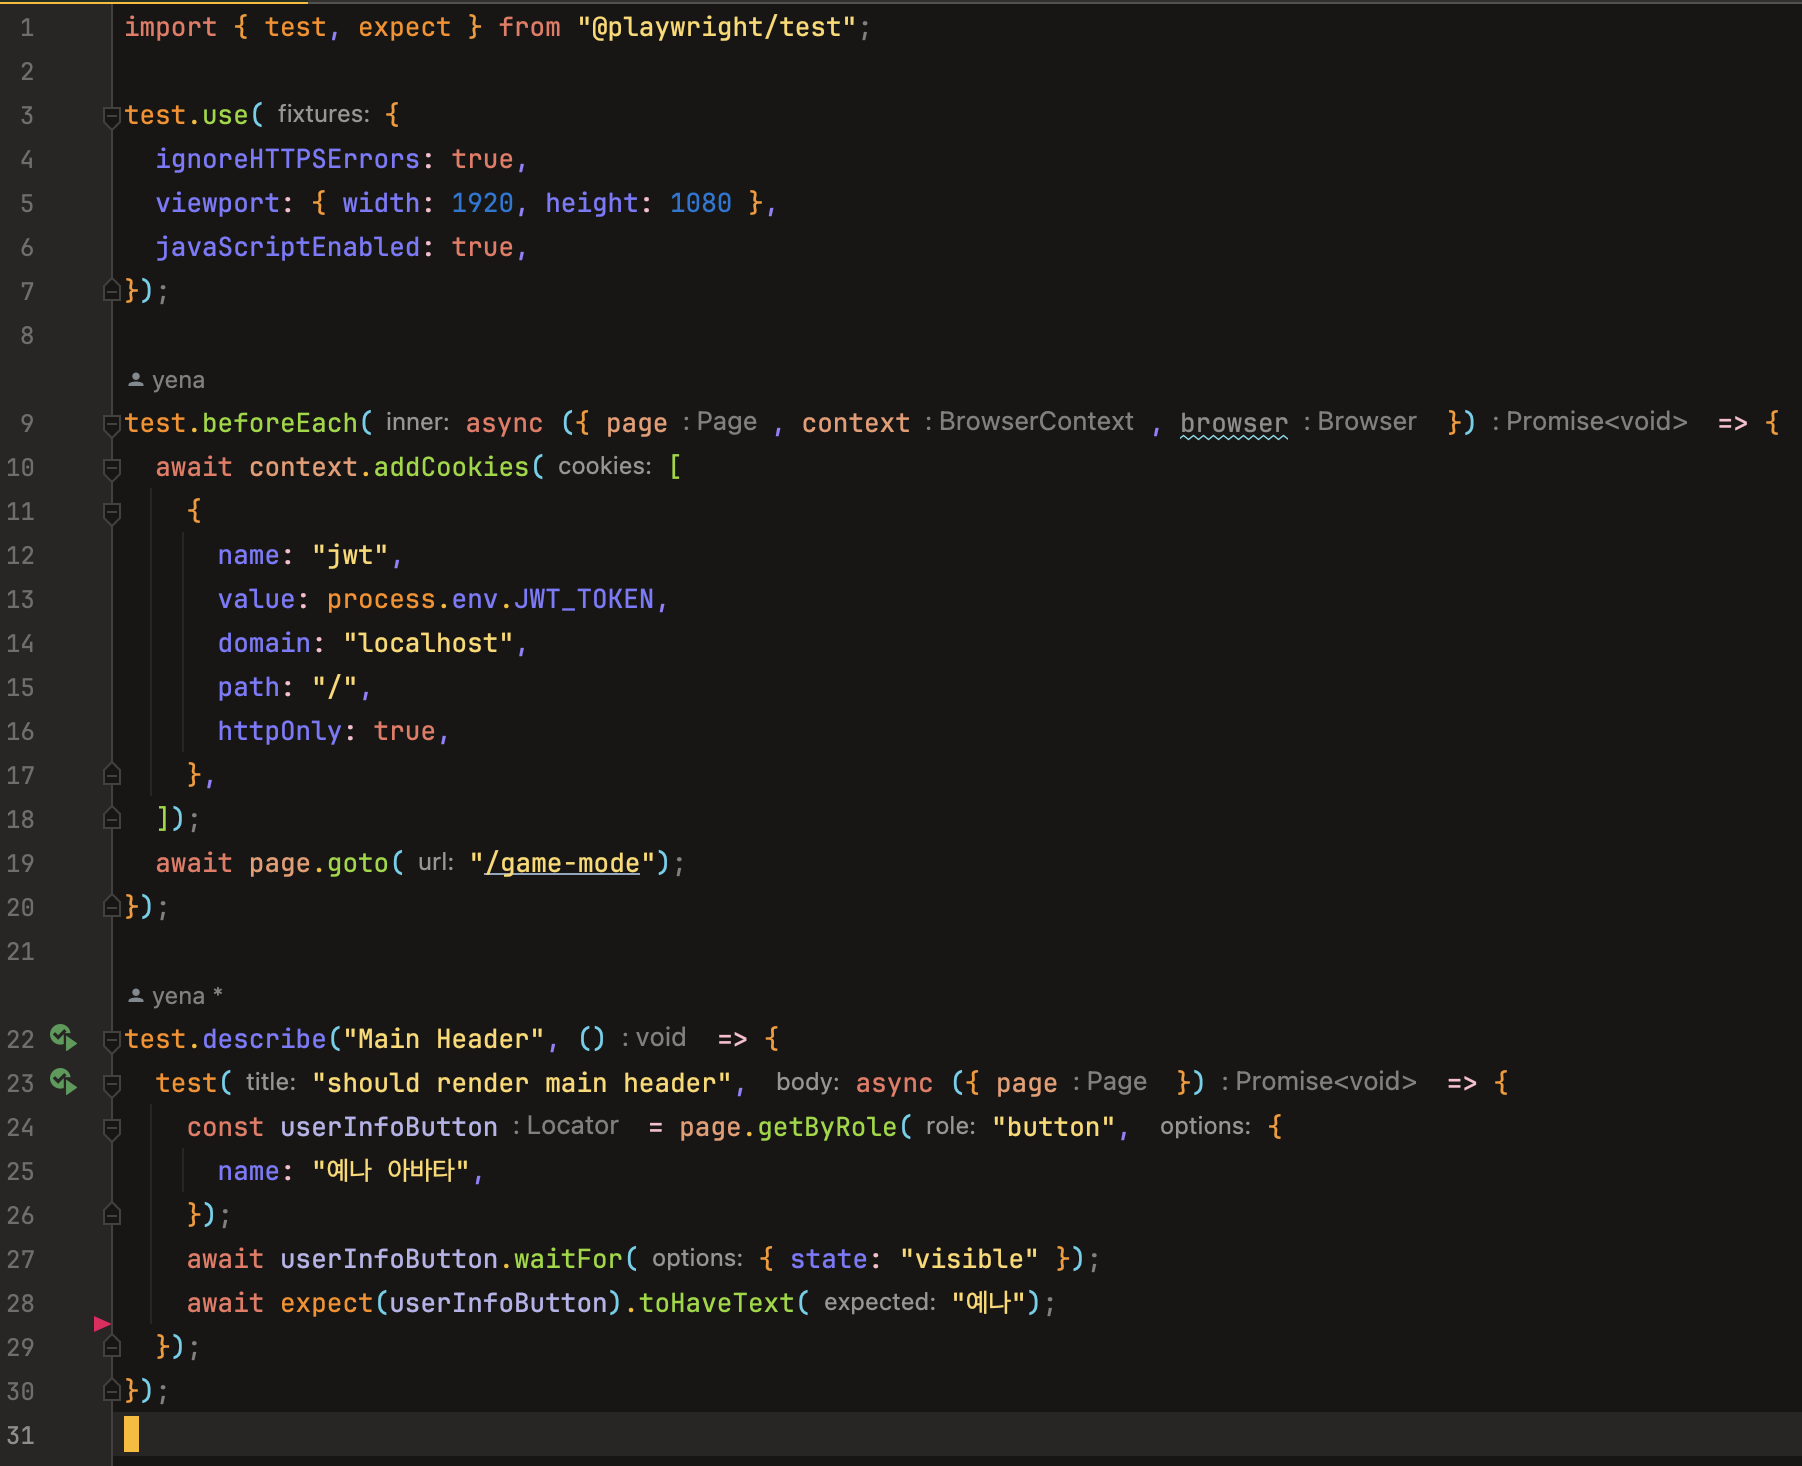 1 import { test, expect } from "@playwright/test";
2
3 test.use( fixtures: {
4 ignoreHTTPSErrors: true,
5 viewport: { width: 1920, height: 1080 },
6 javaScriptEnabled: true,
7 });
8
yena
9 test.beforeEach( inner: async ({ page : Page , context : BrowserContext , browser : Browser }) : Promise<void> => {
10 await context.addCookies( cookies: [
11 {
12 name: "jwt",
13 value: process.env.JWT_TOKEN,
14 domain: "localhost",
15 path: "/",
16 httpOnly: true,
17 },
18 ]);
19 await page.goto( url: "/game-mode");
20 });
21
yena *
22 test.describe("Main Header", () : void => {
23 test( title: "should render main header", body: async ({ page : Page }) : Promise<void> => {
24 const userInfoButton : Locator = page.getByRole( role: "button", options: {
25 name: "예나 아바타",
26 });
27 await userInfoButton.waitFor( options: { state: "visible" });
28 await expect(userInfoButton).toHaveText( expected: "예나");
29 });
30 });
31